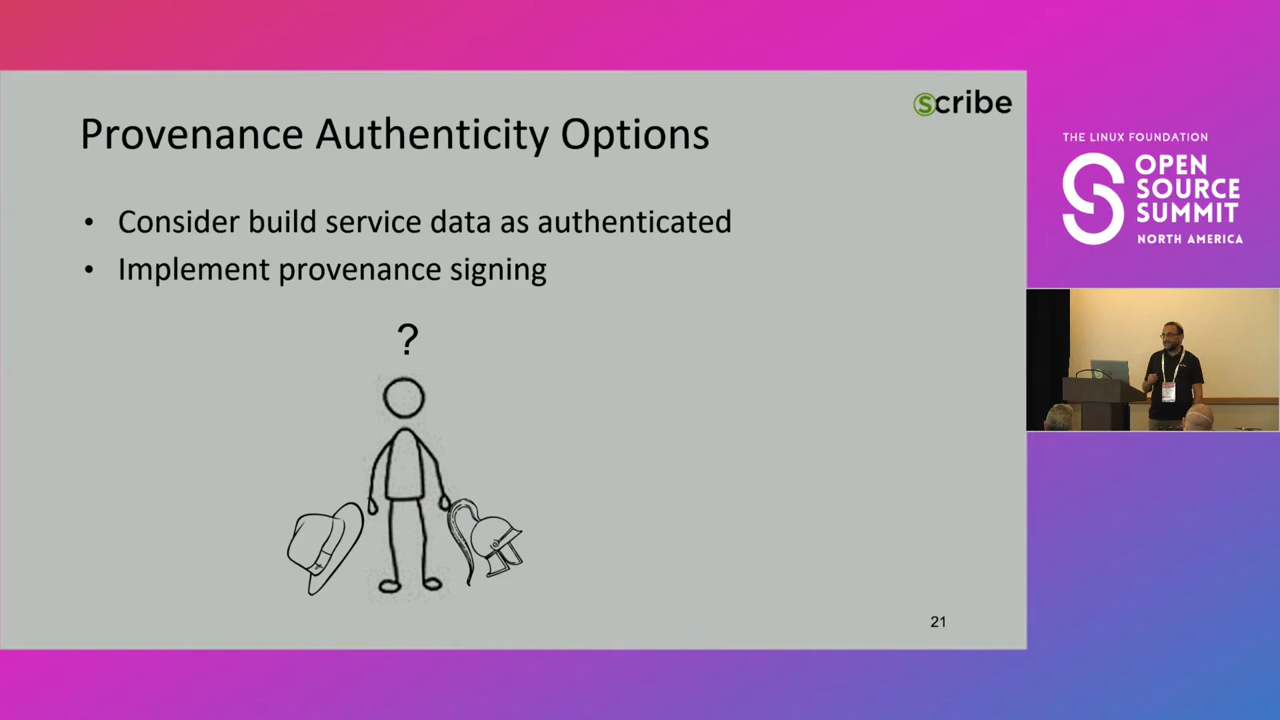 scribe
Provenance Authenticity Options
• Consider build service data as authenticated
• Implement provenance signing
?
21
THE LINUX FOUNDATION
OPEN
SOURCE
SUMMIT
NORTH AMERICA